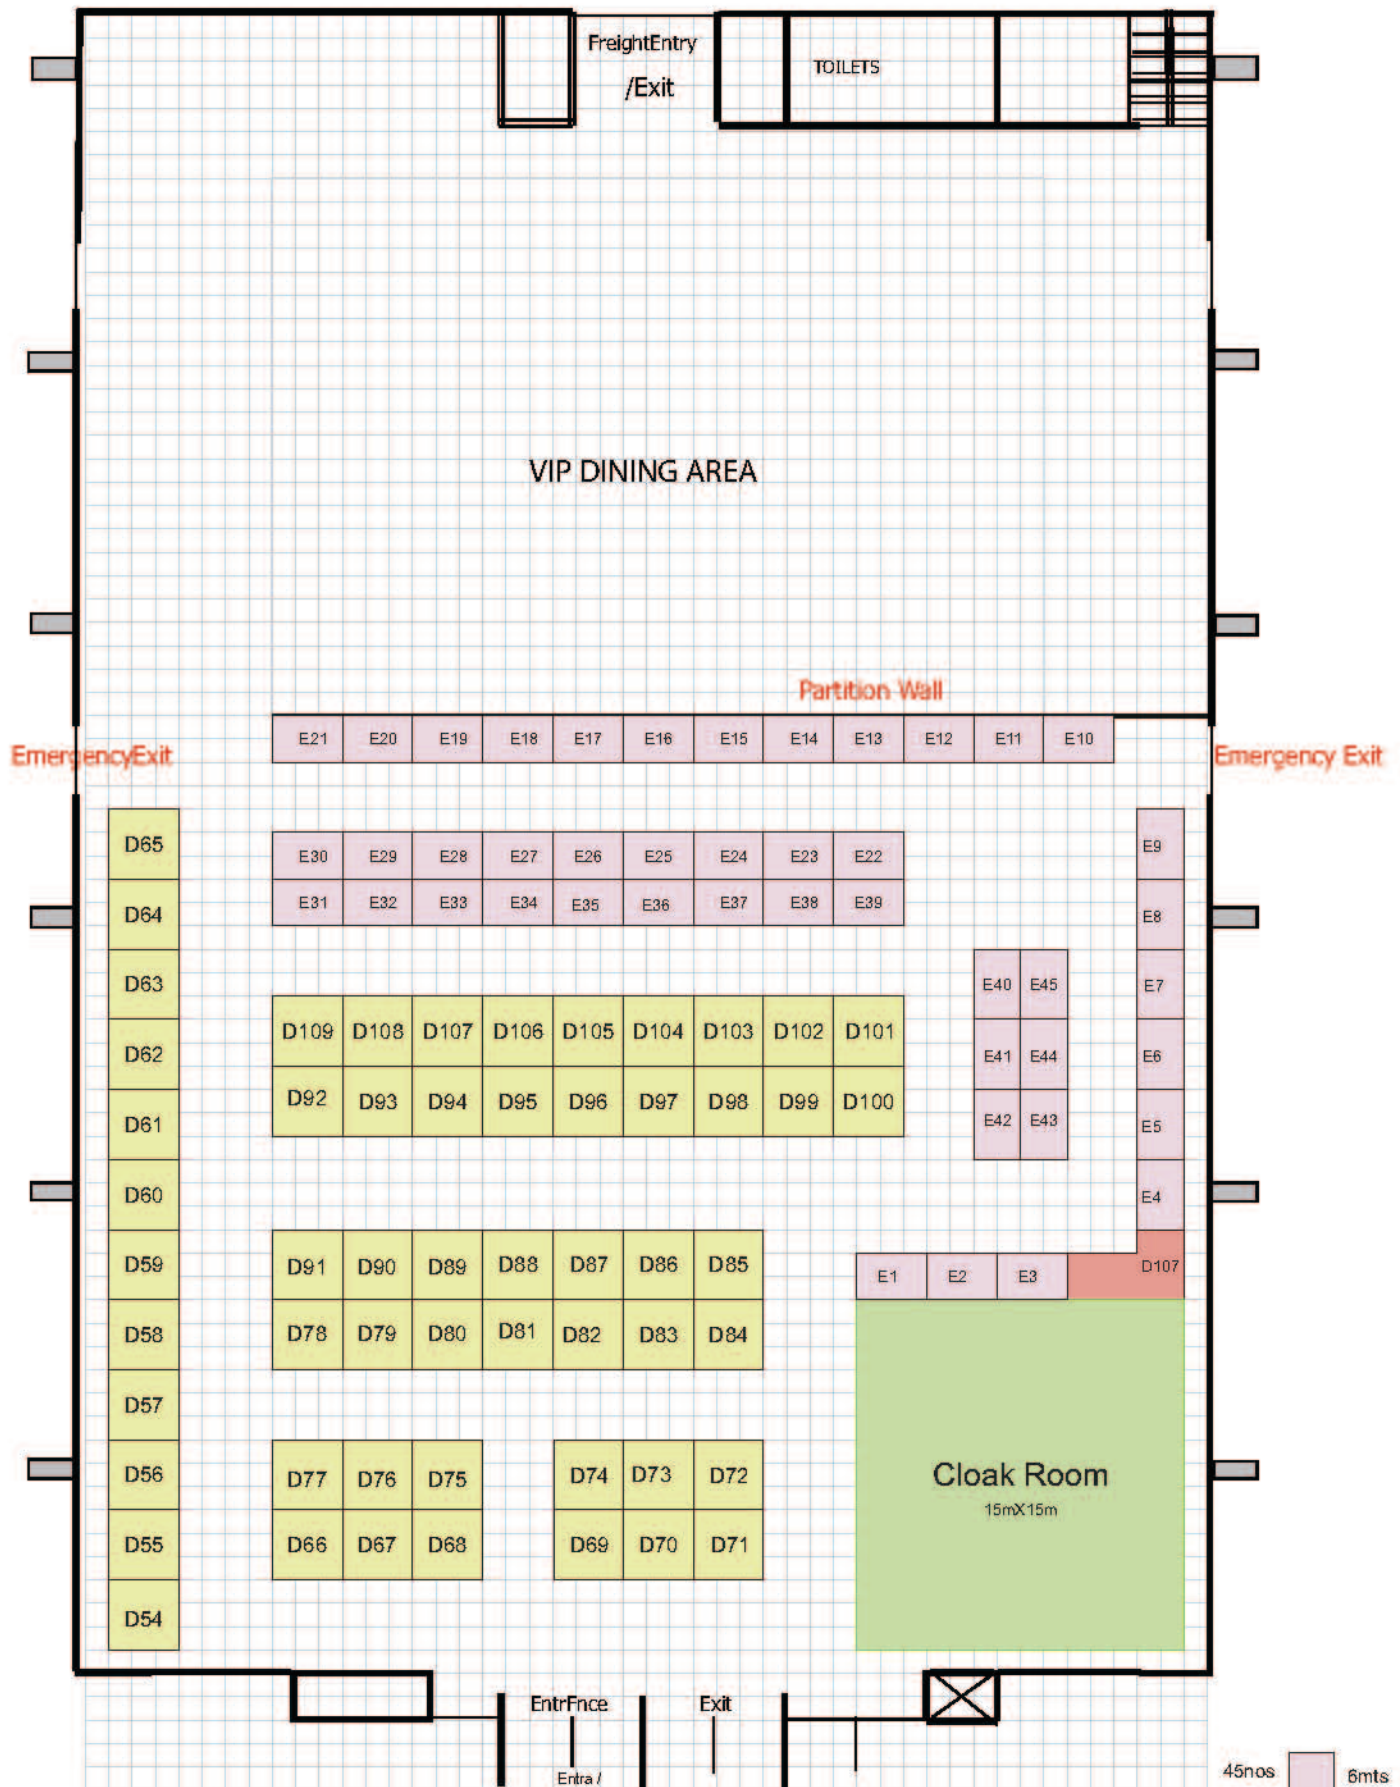 FreightEntry
/Exit
TOILETS
VIP DINING AREA
Partition Wall
E21 E20 E19 E18 E17 E16 E15 E14 E13 E12 E11 E10
EmergencyExit
Emergency Exit
D65
E9
E30 E29 E28 E27 E26 E25 E24 E23 E22
E31 E32 E33 E34 E35 E36 E37 E38 E39
D64
E8
D63
E40 E45
E7
D109 D108 D107 D106 D105 D104 D103 D102 D101
D62
E41 E44
E6
D92 D93 D94 D95 D96 D97 D98 D99 D100
D61
E42 E43
E5
D60
E4
D59
D91 D90 D89 D88 D87 D86 D85
E1 E2 E3
D107
D58
D78 D79 D80 D81 D82 D83 D84
D57
D56
D77 D76 D75 D74 D73 D72
Cloak Room
15mX15m
D55
D66 D67 D68 D69 D70 D71
D54
EntrFnce
Exit
Entra /
45nos
6mts